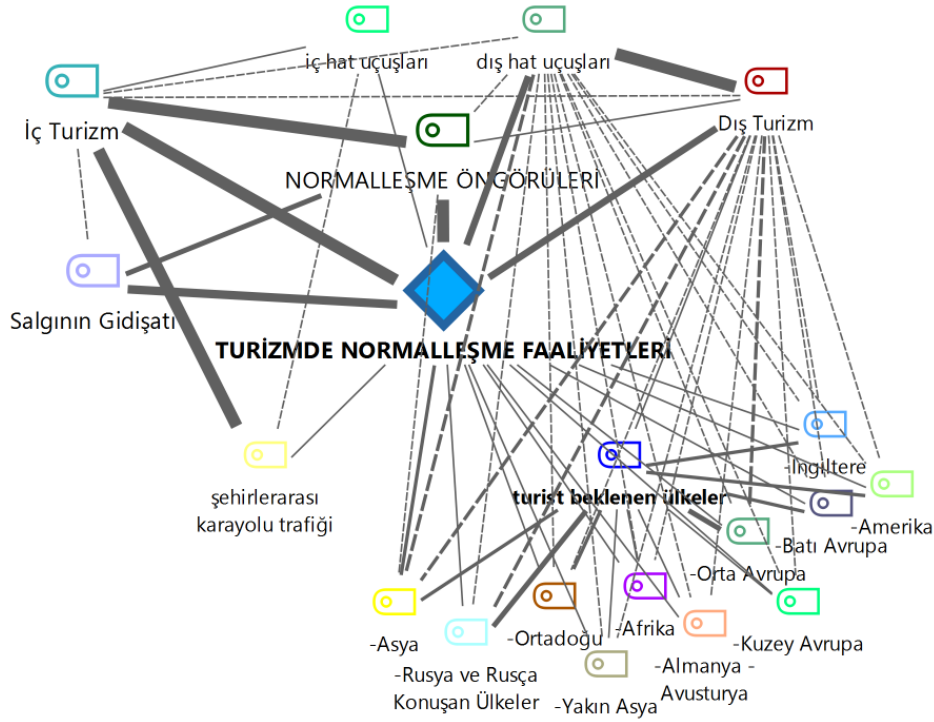 iç hat uçuşları
dış hat uçuşları
İç Turizm
Dış Turizm
NORMALLEŞME ÖNGÖRÜLERİ
Salgının Gidişatı
TURİZMDE NORMALLEŞME FAALİYETLERİ
-İngiltere
şehirlerarası
karayolu trafiği
turist beklenen ülkeler
-Amerika
-Batı Avrupa
-Orta Avrupa
-Asya
-Ortadoğu
-Afrika
-Kuzey Avrupa
-Rusya ve Rusça
Konuşan Ülkeler
-Almanya -
Avusturya
-Yakın Asya